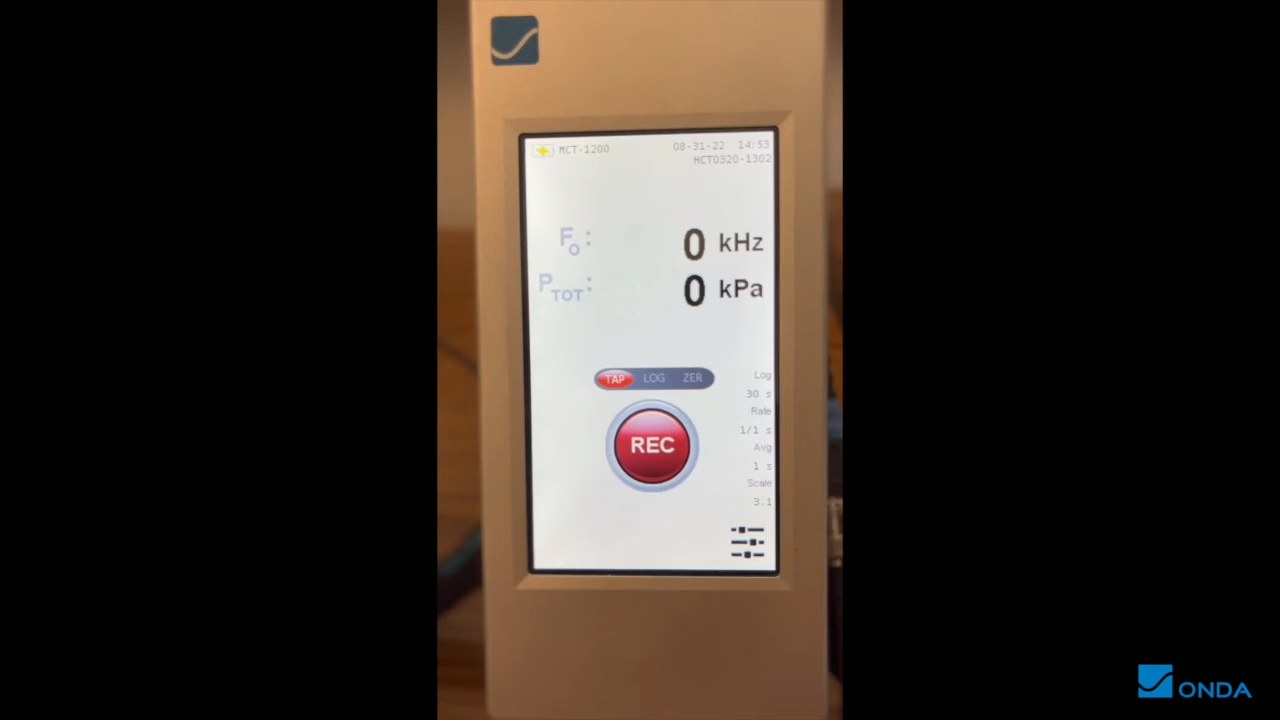 MCT-1200 08-31-22 14:53
HCT0320-1302
FO: 0 kHz
PTOT: 0 kPa
TAP LOG ZER
REC
Log
30 s
Rate
1/1 s
Avg
1 s
Scale
3.1
ONDA